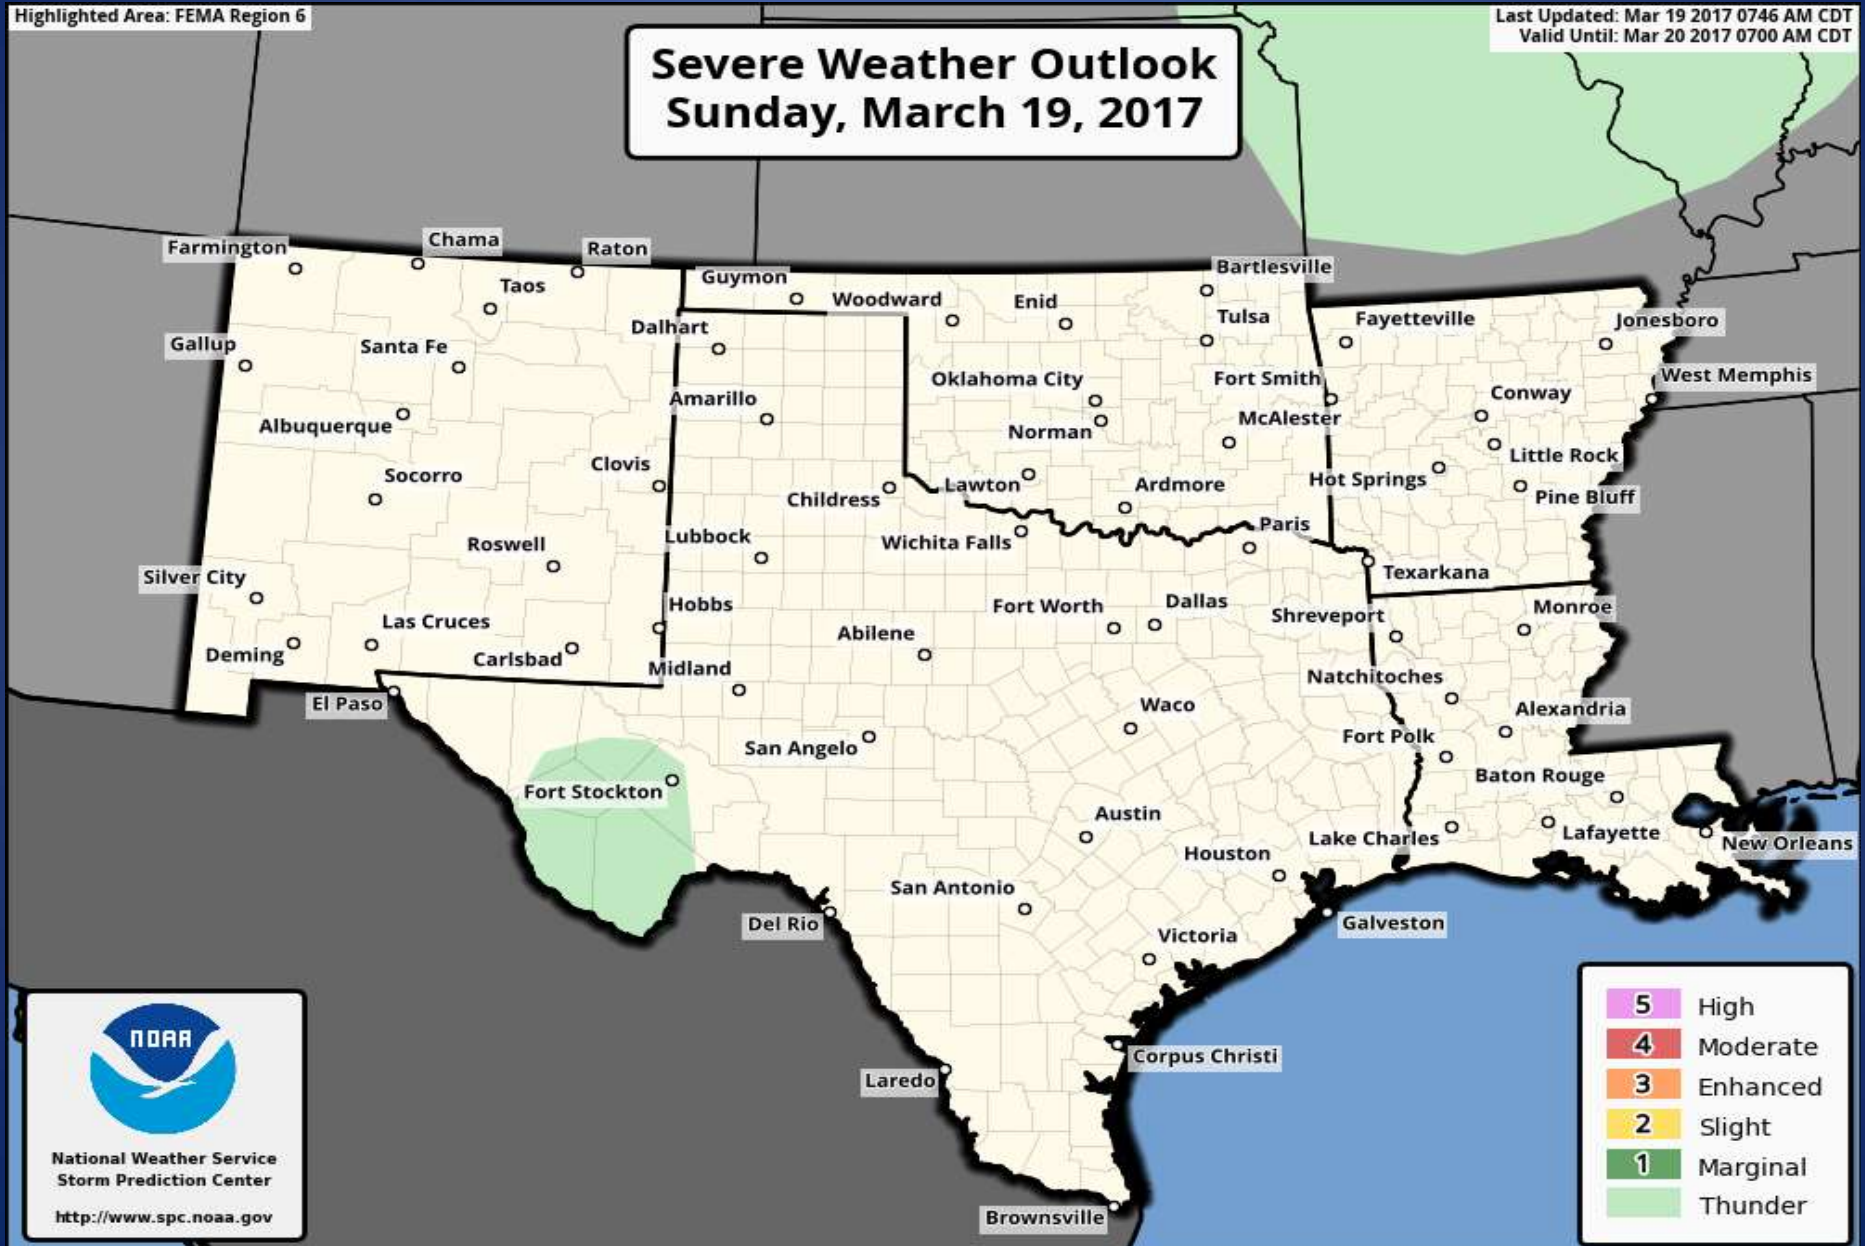 Highlighted Area: FEMA Region 6
Last Updated: Mar 19 2017 0746 AM CDT
Valid Until: Mar 20 2017 0700 AM CDT
Severe Weather Outlook
Sunday, March 19, 2017
Farmington
Chama
Raton
Taos
Guymon
Woodward
Enid
Bartlesville
Tulsa
Fayetteville
Jonesboro
Gallup
Santa Fe
Dalhart
Oklahoma City
Fort Smith
West Memphis
Conway
Albuquerque
Amarillo
Norman
McAlester
Little Rock
Socorro
Clovis
Childress
Lawton
Ardmore
Hot Springs
Pine Bluff
Roswell
Lubbock
Wichita Falls
Paris
Texarkana
Silver City
Las Cruces
Hobbs
Fort Worth
Dallas
Shreveport
Monroe
Deming
Carlsbad
Abilene
Midland
Natchitoches
El Paso
San Angelo
Waco
Alexandria
Fort Polk
Fort Stockton
Baton Rouge
Austin
Lake Charles
Lafayette
New Orleans
Houston
San Antonio
Del Rio
Galveston
Victoria
Corpus Christi
Laredo
Brownsville
NOAA
National Weather Service
Storm Prediction Center
http://www.spc.noaa.gov
5 High
4 Moderate
3 Enhanced
2 Slight
1 Marginal
Thunder